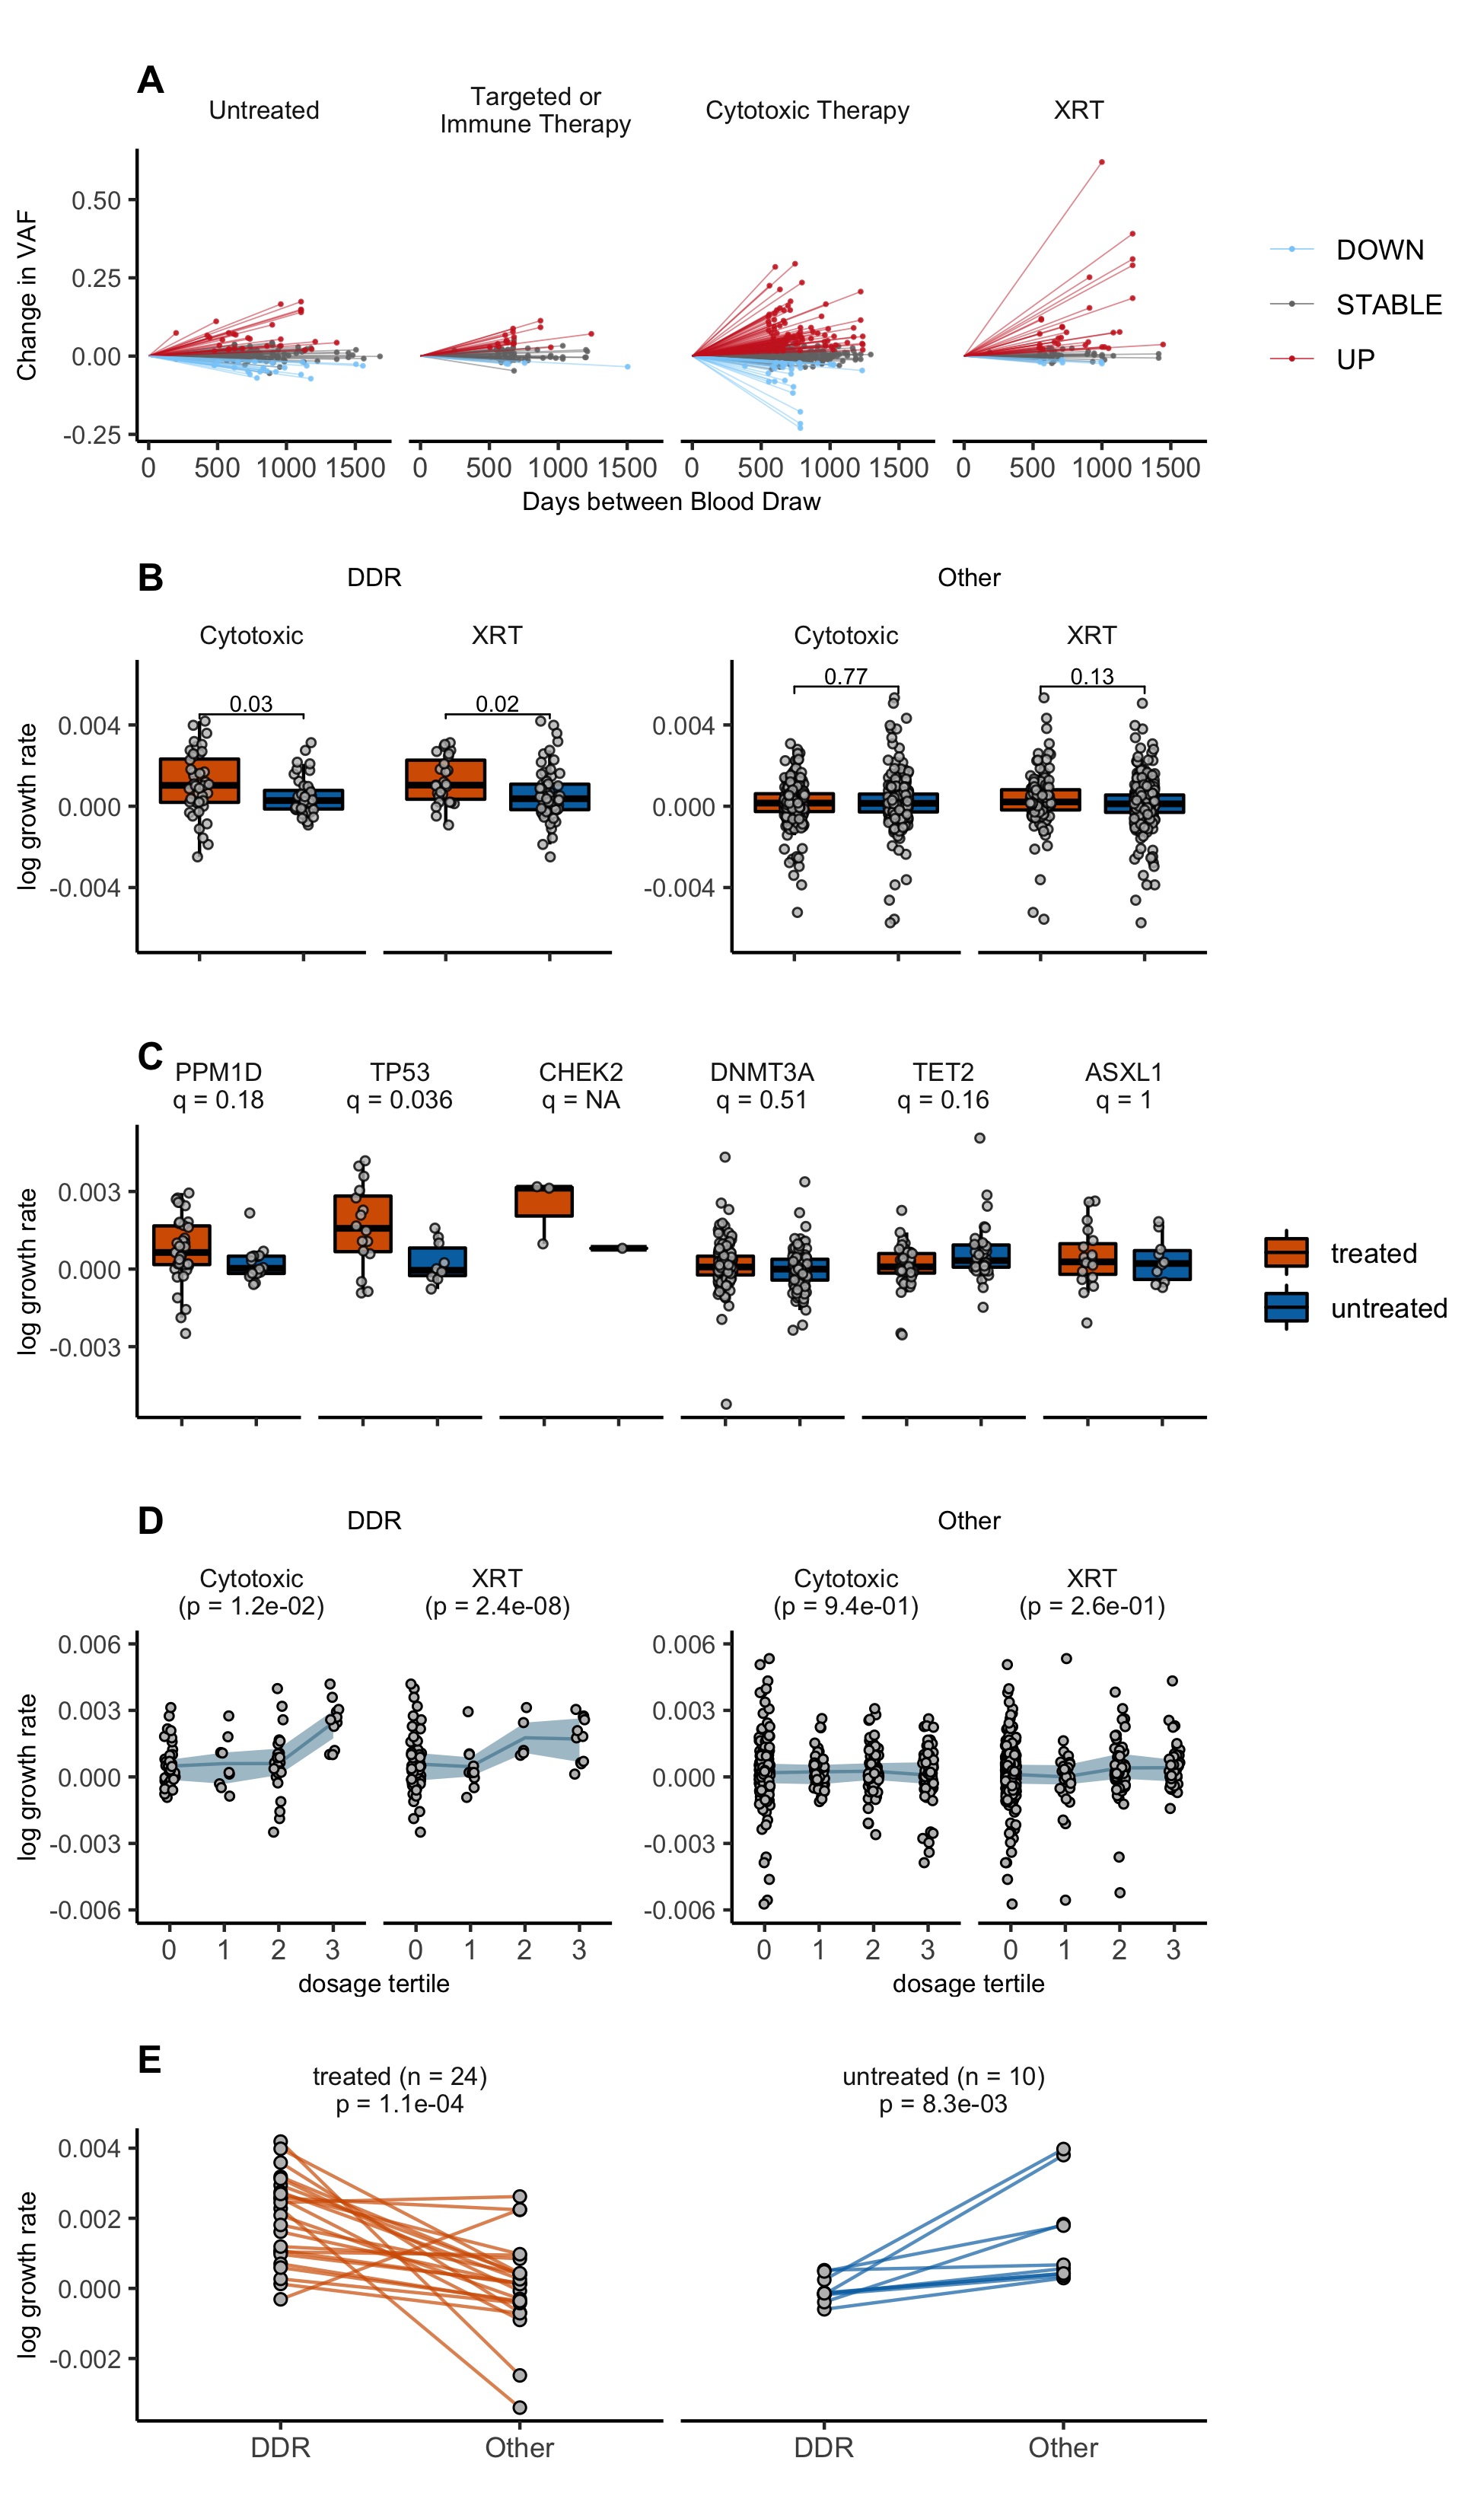 A
Untreated
Targeted or
Immune Therapy
Cytotoxic Therapy
XRT
Change in VAF
0.50
0.25
0.00
-0.25
0 500 1000 1500
0 500 1000 1500
0 500 1000 1500
0 500 1000 1500
Days between Blood Draw
DOWN
STABLE
UP
B
DDR
Other
Cytotoxic
XRT
Cytotoxic
XRT
0.03
0.02
0.77
0.13
log growth rate
0.004
0.000
-0.004
0.004
0.000
-0.004
C
PPM1D
q = 0.18
TP53
q = 0.036
CHEK2
q = NA
DNMT3A
q = 0.51
TET2
q = 0.16
ASXL1
q = 1
log growth rate
0.003
0.000
-0.003
treated
untreated
D
DDR
Other
Cytotoxic
(p = 1.2e-02)
XRT
(p = 2.4e-08)
Cytotoxic
(p = 9.4e-01)
XRT
(p = 2.6e-01)
log growth rate
0.006
0.003
0.000
-0.003
-0.006
0.006
0.003
0.000
-0.003
-0.006
0 1 2 3
0 1 2 3
0 1 2 3
0 1 2 3
dosage tertile
dosage tertile
E
treated (n = 24)
p = 1.1e-04
untreated (n = 10)
p = 8.3e-03
log growth rate
0.004
0.002
0.000
-0.002
DDR
Other
DDR
Other